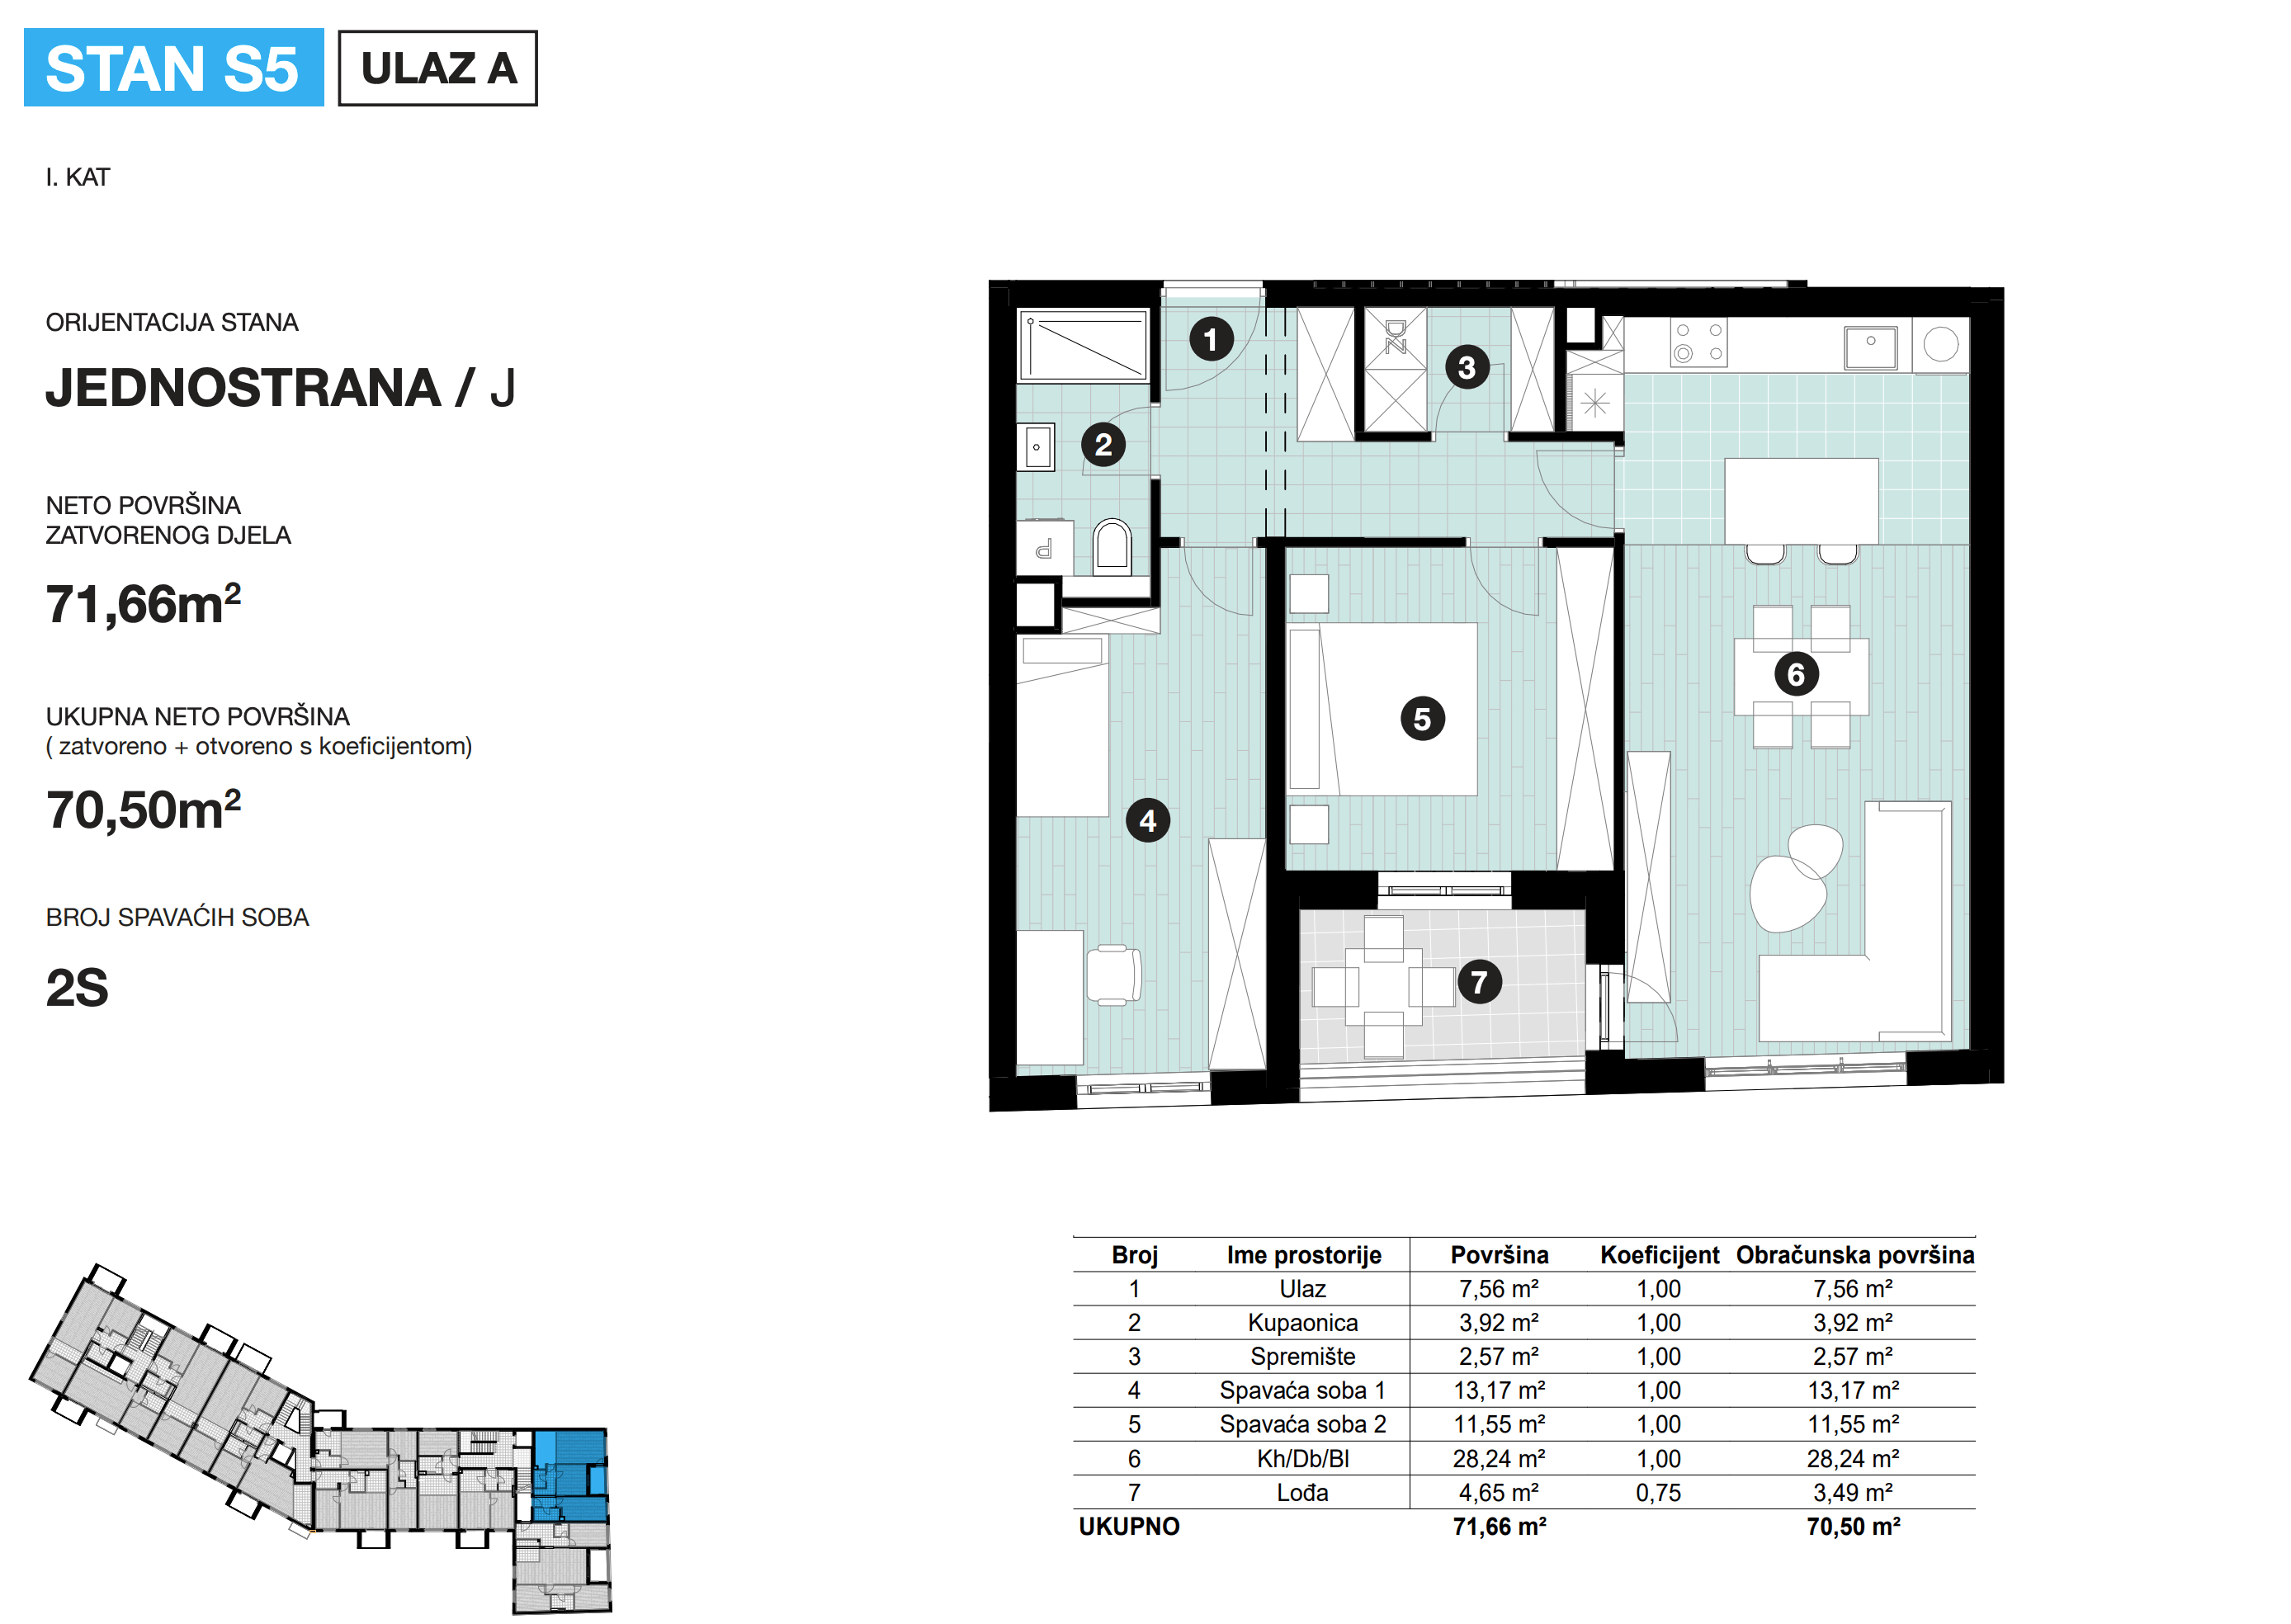 STAN S5 ULAZ A
I. KAT
ORIJENTACIJA STANA
JEDNOSTRANA / J
NETO POVRŠINA
ZATVORENOG DJELA
71,66m²
UKUPNA NETO POVRŠINA
( zatvoreno + otvoreno s koeficijentom)
70,50m²
BROJ SPAVAĆIH SOBA
2S
1
2
3
4
5
6
7
ZD
P
Broj Ime prostorije Površina Koeficijent Obračunska površina
1 Ulaz 7,56 m² 1,00 7,56 m²
2 Kupaonica 3,92 m² 1,00 3,92 m²
3 Spremište 2,57 m² 1,00 2,57 m²
4 Spavaća soba 1 13,17 m² 1,00 13,17 m²
5 Spavaća soba 2 11,55 m² 1,00 11,55 m²
6 Kh/Db/Bl 28,24 m² 1,00 28,24 m²
7 Lođa 4,65 m² 0,75 3,49 m²
UKUPNO 71,66 m² 70,50 m²